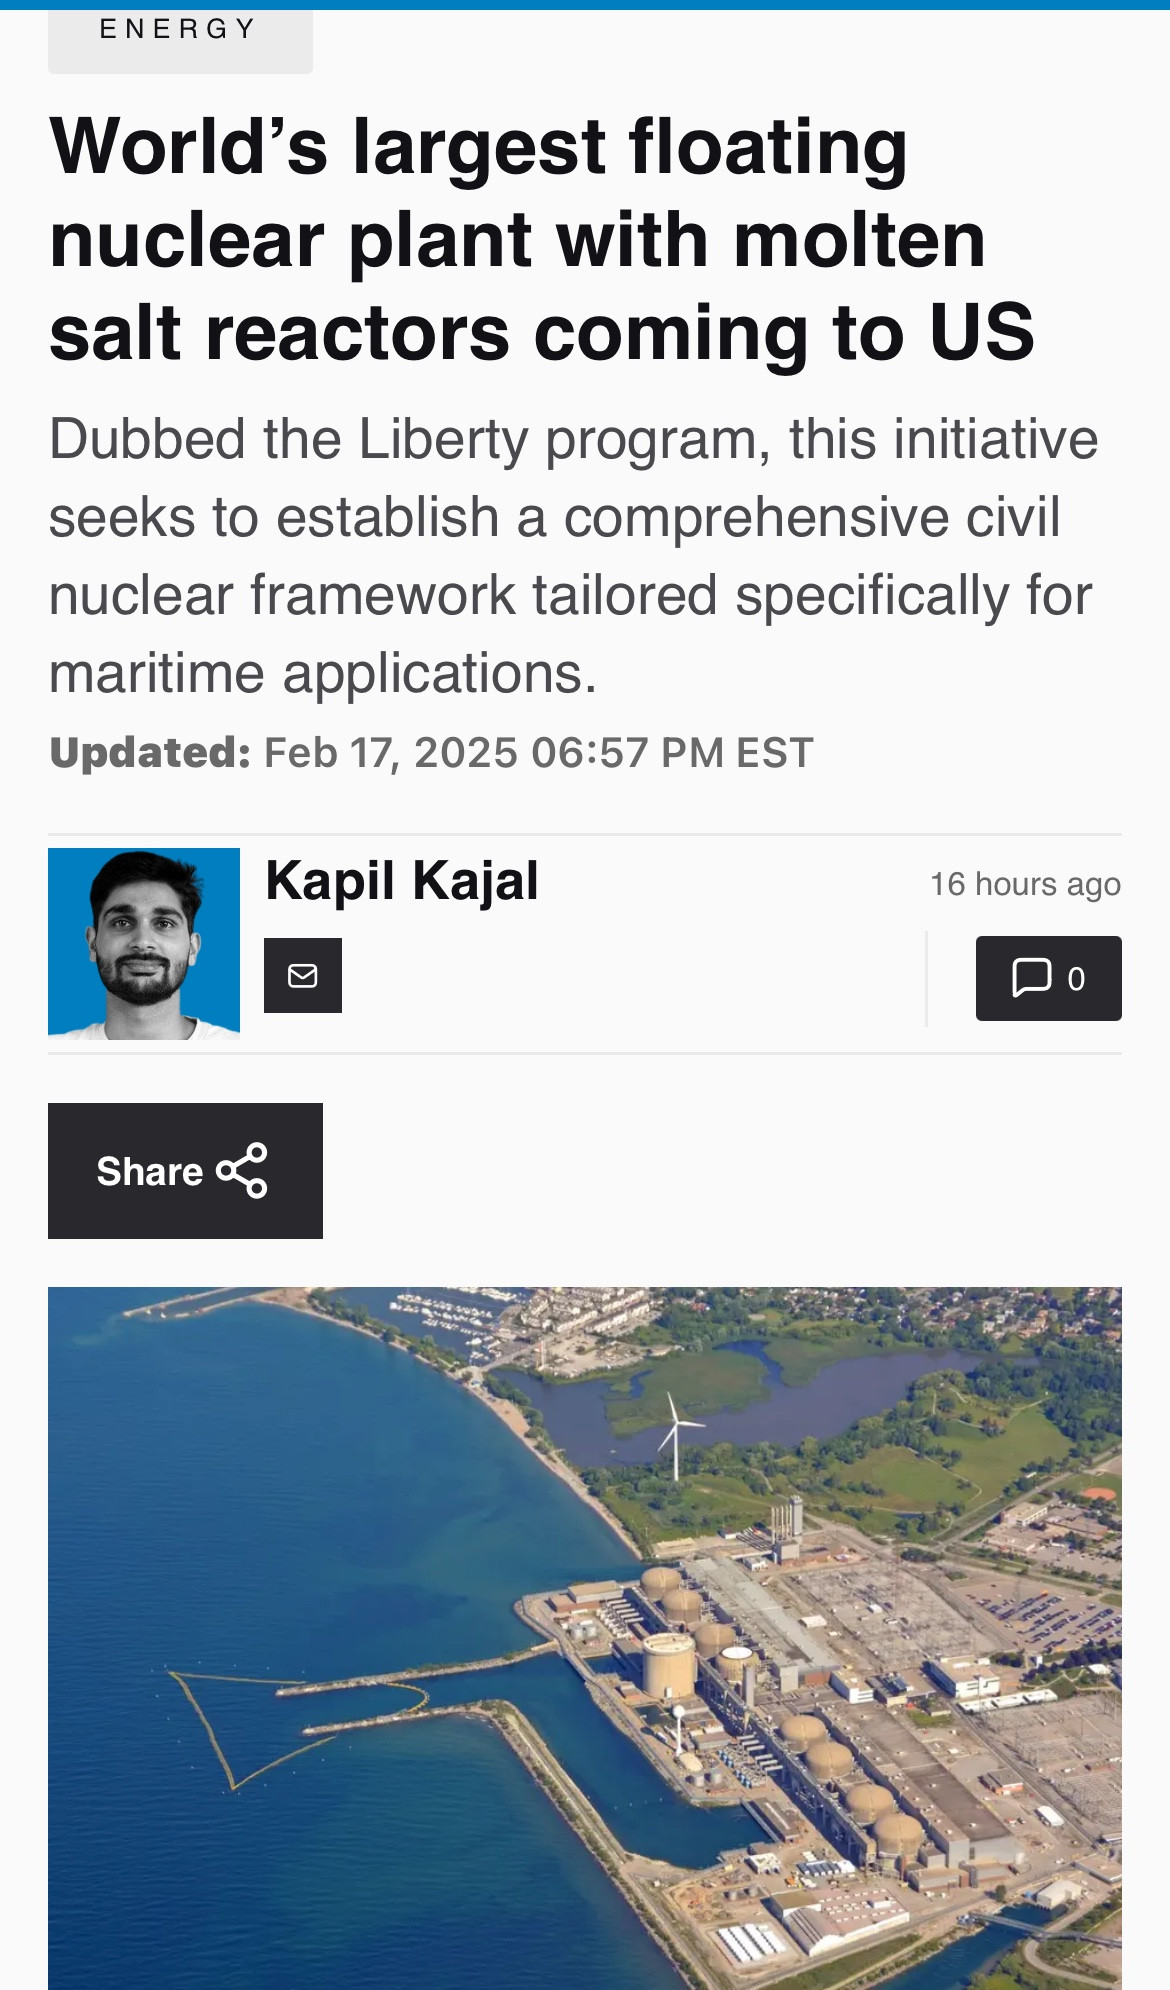 ENERGY
World’s largest floating
nuclear plant with molten
salt reactors coming to US
Dubbed the Liberty program, this initiative
seeks to establish a comprehensive civil
nuclear framework tailored specifically for
maritime applications.
Updated: Feb 17, 2025 06:57 PM EST
Kapil Kajal
16 hours ago
0
Share